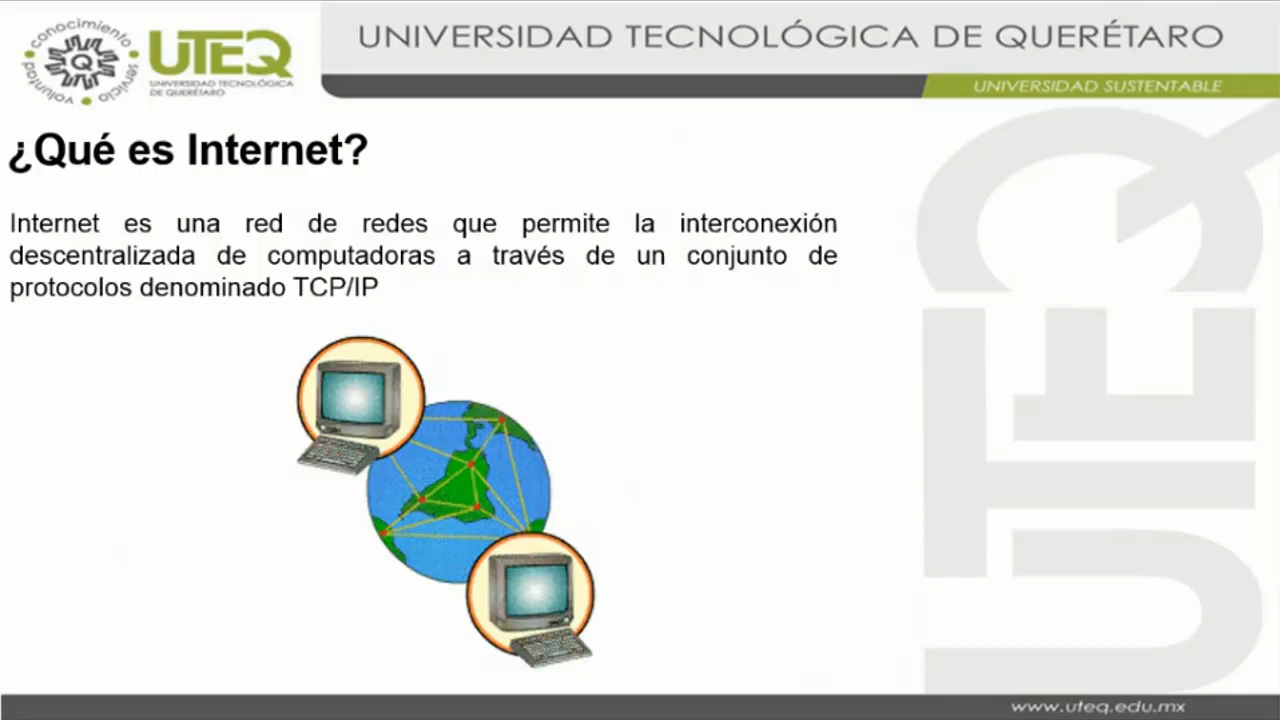 conocimiento
servicio
voluntad
Q
UTEQ
UNIVERSIDAD TECNOLÓGICA
DE QUERÉTARO
UNIVERSIDAD TECNOLÓGICA DE QUERÉTARO
UNIVERSIDAD SUSTENTABLE
¿Qué es Internet?
Internet es una red de redes que permite la interconexión
descentralizada de computadoras a través de un conjunto de
protocolos denominado TCP/IP
UTEQ
www.uteq.edu.mx